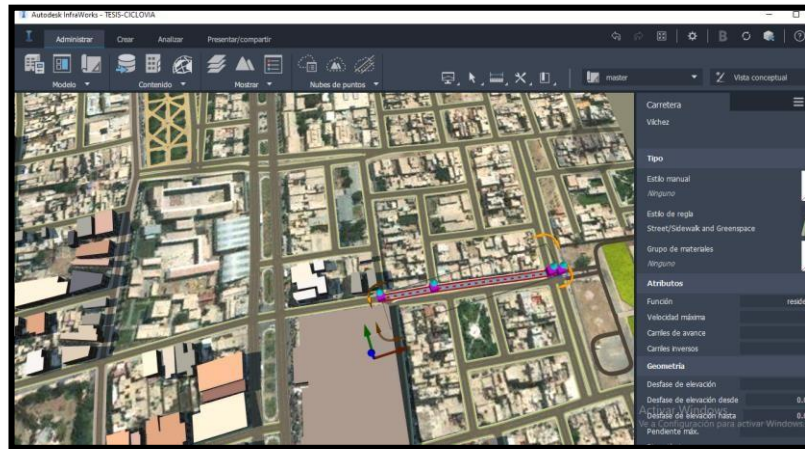 Autodesk InfraWorks - TESIS-CICLOVIA
Administrar Crear Analizar Presentar/compartir
Modelo Contenido Mostrar Nubes de puntos master Vista conceptual
Carretera
Vilchez
Tipo
Estilo manual
Ninguno
Estilo de regla
Street/Sidewalk and Greenspace
Grupo de materiales
Ninguno
Atributos
Función
Velocidad máxima
Carriles de avance
Carriles inversos
Geometría
Desfase de elevación
Desfase de elevación desde
Desfase de elevación hasta
Activar Windows
Ve a Configuración para activar Windows
Pendiente máx.